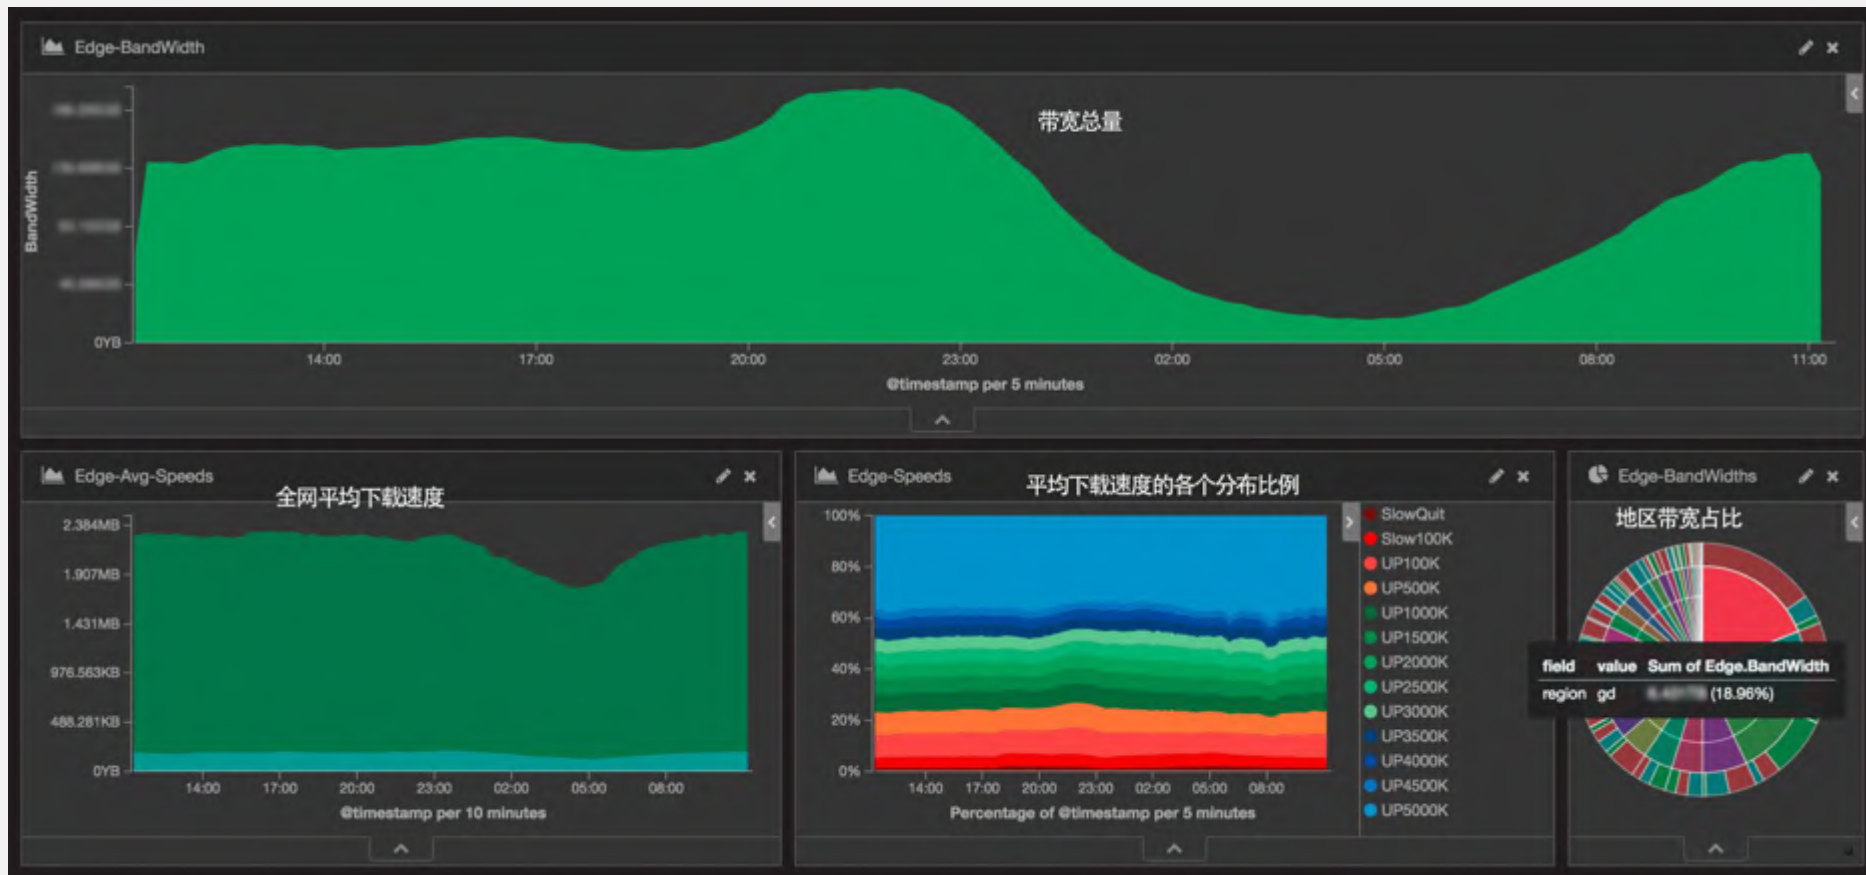 Edge-BandWidth
带宽总量
BandWidth
0YB
14:00 17:00 20:00 23:00 02:00 05:00 08:00 11:00
@timestamp per 5 minutes
Edge-Avg-Speeds
全网平均下载速度
2.384MB
1.907MB
1.431MB
976.563KB
488.281KB
0YB
14:00 17:00 20:00 23:00 02:00 05:00 08:00
@timestamp per 10 minutes
Edge-Speeds
平均下载速度的各个分布比例
100%
80%
60%
40%
20%
0%
14:00 17:00 20:00 23:00 02:00 05:00 08:00
Percentage of @timestamp per 5 minutes
SlowQuit
Slow100K
UP100K
UP500K
UP1000K
UP1500K
UP2000K
UP2500K
UP3000K
UP3500K
UP4000K
UP4500K
UP5000K
Edge-BandWidths
地区带宽占比
field value Sum of Edge.BandWidth
region gd (18.96%)